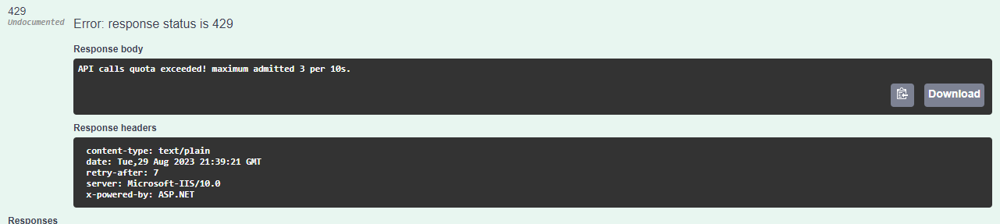 429
Undocumented
Error: response status is 429
Response body
API calls quota exceeded! maximum admitted 3 per 10s.
Download
Response headers
content-type: text/plain
date: Tue,29 Aug 2023 21:39:21 GMT
retry-after: 7
server: Microsoft-IIS/10.0
x-powered-by: ASP.NET
Responses